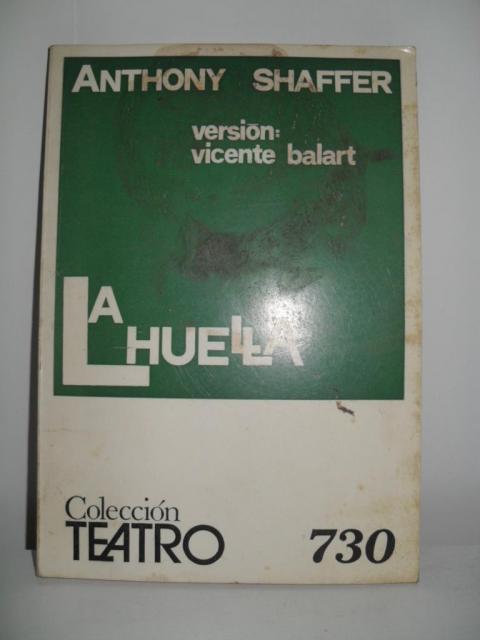 ANTHONY SHAFFER
versión:
vicente balart
LA
HUELLA
Colección
TEATRO
730